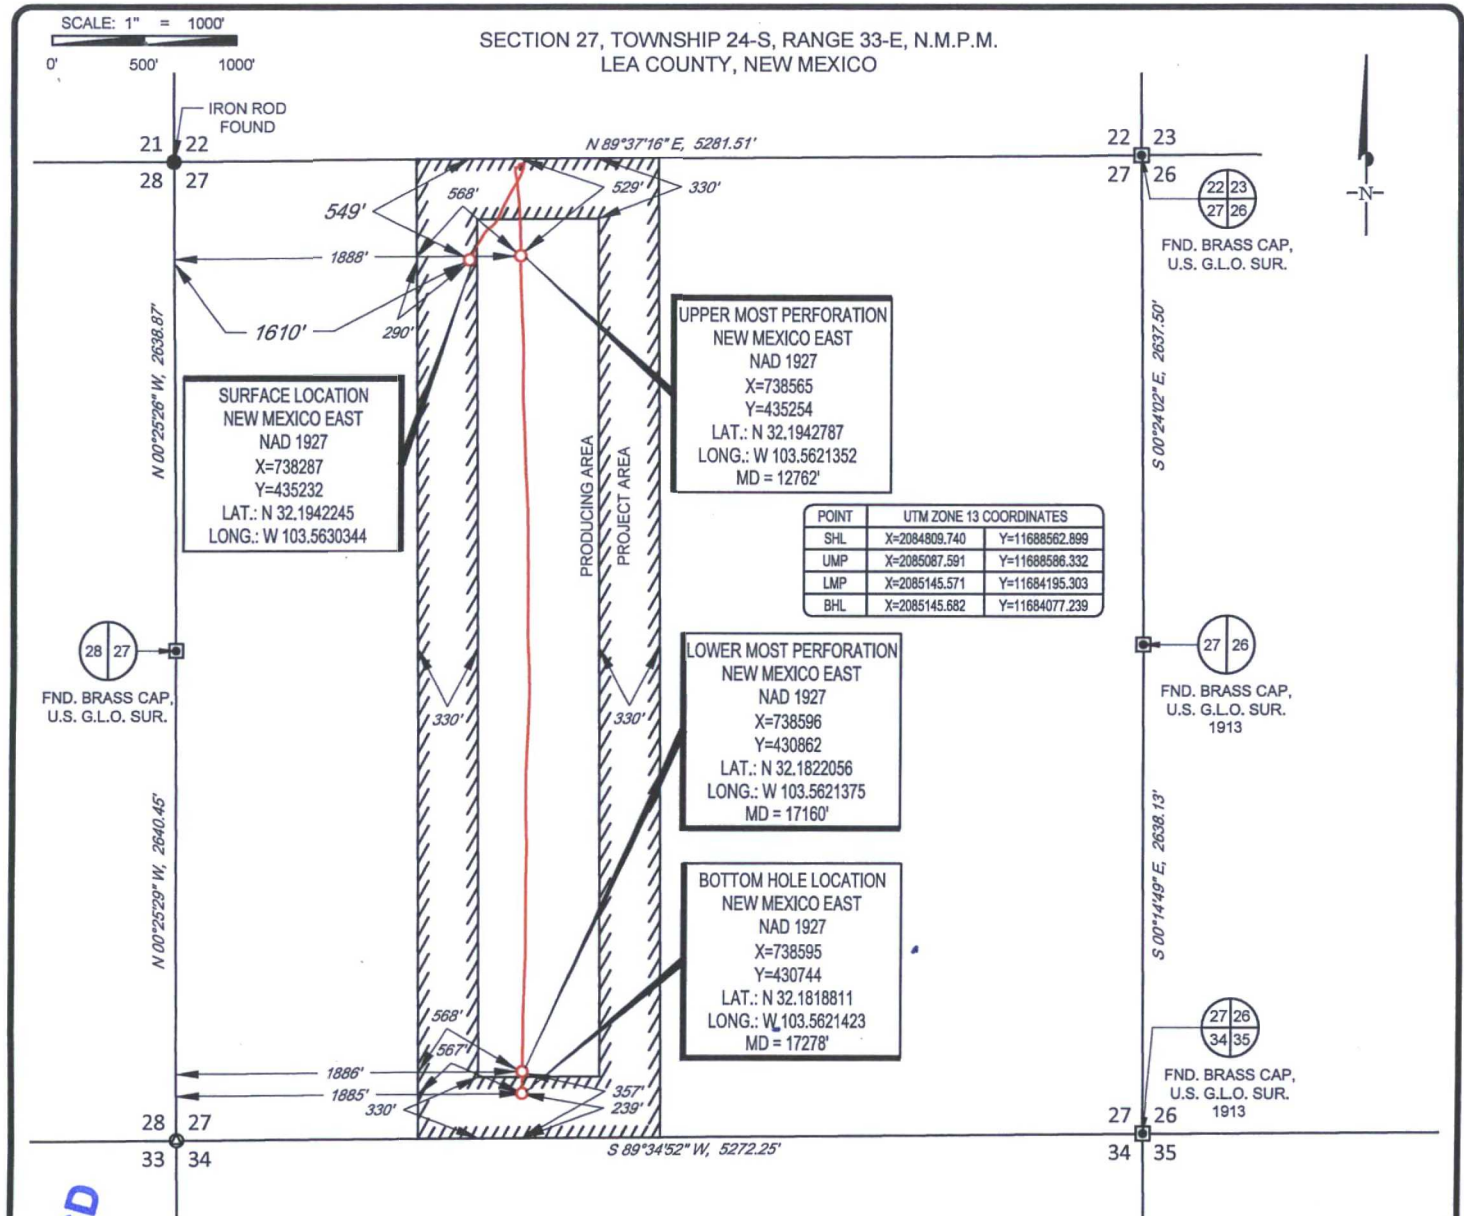 SCALE: 1" = 1000'
0' 500' 1000'
SECTION 27, TOWNSHIP 24-S, RANGE 33-E, N.M.P.M.
LEA COUNTY, NEW MEXICO
IRON ROD
FOUND
21 22
28 27
N 89°37'16" E, 5281.51'
22 23
27 26
22 23
27 26
FND. BRASS CAP,
U.S. G.L.O. SUR.
N
549'
568'
529'
330'
1888'
1610'
290'
N 00°25'26" W, 2638.87'
S 00°24'02" E, 2637.50'
UPPER MOST PERFORATION
NEW MEXICO EAST
NAD 1927
X=738565
Y=435254
LAT.: N 32.1942787
LONG.: W 103.5621352
MD = 12762'
SURFACE LOCATION
NEW MEXICO EAST
NAD 1927
X=738287
Y=435232
LAT.: N 32.1942245
LONG.: W 103.5630344
PRODUCING AREA
PROJECT AREA
POINT UTM ZONE 13 COORDINATES
SHL X=2084809.740 Y=11688562.899
UMP X=2085087.591 Y=11688586.332
LMP X=2085145.571 Y=11684195.303
BHL X=2085145.682 Y=11684077.239
28 27
FND. BRASS CAP,
U.S. G.L.O. SUR.
27 26
FND. BRASS CAP,
U.S. G.L.O. SUR.
1913
330'
330'
LOWER MOST PERFORATION
NEW MEXICO EAST
NAD 1927
X=738596
Y=430862
LAT.: N 32.1822056
LONG.: W 103.5621375
MD = 17160'
N 00°25'29" W, 2640.45'
S 00°14'49" E, 2638.13'
BOTTOM HOLE LOCATION
NEW MEXICO EAST
NAD 1927
X=738595
Y=430744
LAT.: N 32.1818811
LONG.: W 103.5621423
MD = 17278'
568'
567'
1886'
1885'
330'
357'
239'
27 26
34 35
FND. BRASS CAP,
U.S. G.L.O. SUR.
1913
28 27
33 34
27 26
34 35
S 89°34'52" W, 5272.25'